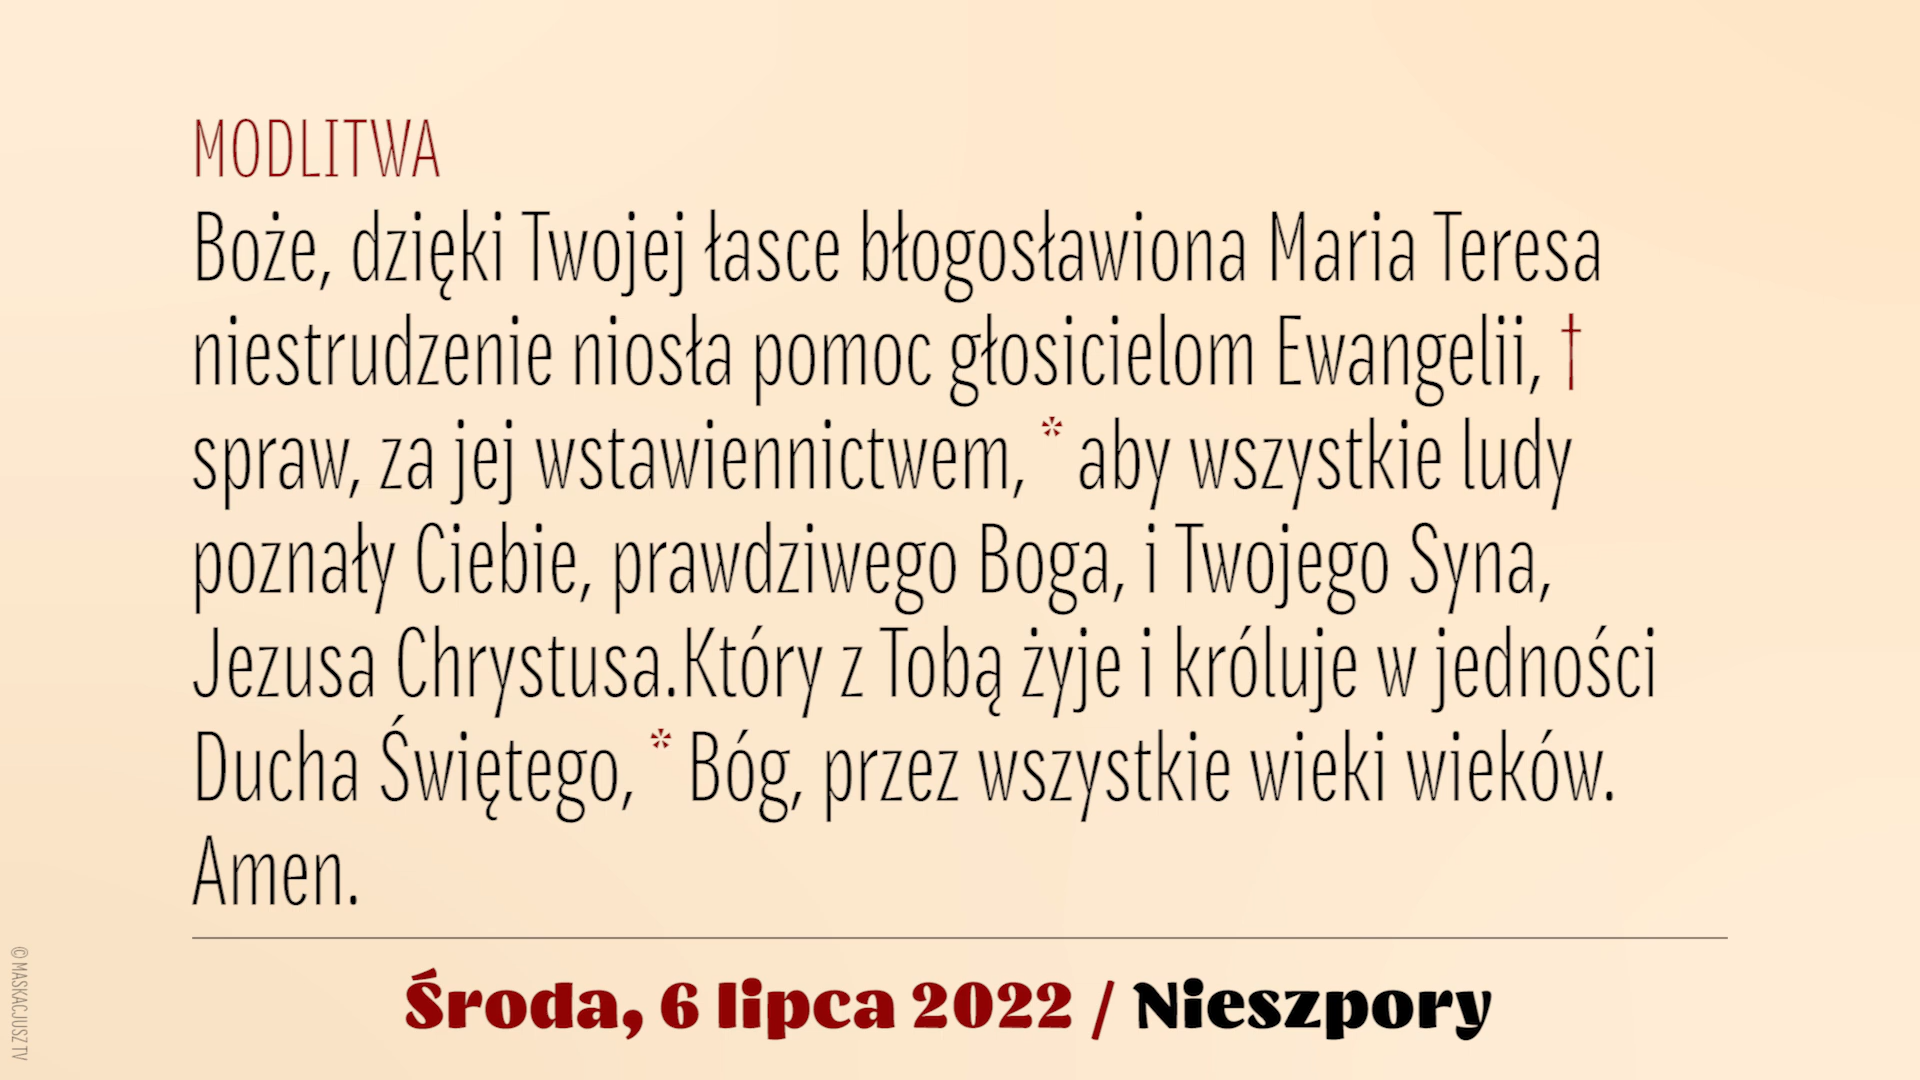 MODLITWA
Boże, dzięki Twojej łasce błogosławiona Maria Teresa
niestrudzenie niosła pomoc głosicielom Ewangelii, †
spraw, za jej wstawiennictwem, * aby wszystkie ludy
poznały Ciebie, prawdziwego Boga, i Twojego Syna,
Jezusa Chrystusa.Który z Tobą żyje i króluje w jedności
Ducha Świętego, * Bóg, przez wszystkie wieki wieków.
Amen.
Środa, 6 lipca 2022 / Nieszpory
© MASKACJUSZ TV